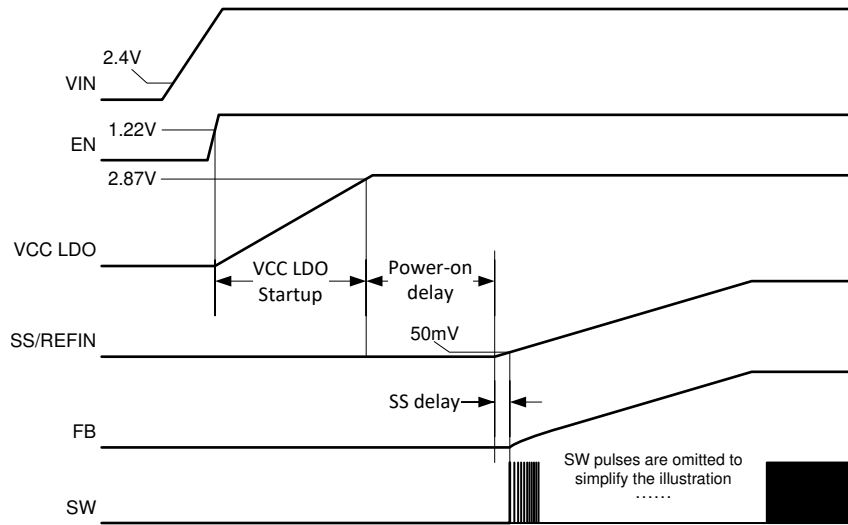 2.4V
VIN
1.22V
EN
2.87V
VCC LDO
VCC LDO
Startup
Power-on
delay
50mV
SS/REFIN
SS delay
FB
SW pulses are omitted to
simplify the illustration
......
SW